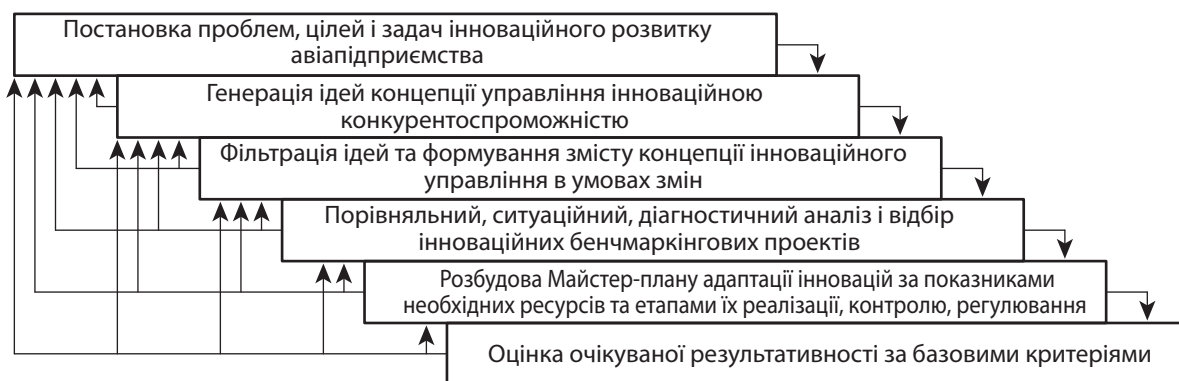 Постановка проблем, цілей і задач інноваційного розвитку
авіапідприємства
Генерація ідей концепції управління інноваційною
конкурентоспроможністю
Фільтрація ідей та формування змісту концепції інноваційного
управління в умовах змін
Порівняльний, ситуаційний, діагностичний аналіз і відбір
інноваційних бенчмаркінгових проектів
Розбудова Майстер-плану адаптації інновацій за показниками
необхідних ресурсів та етапами їх реалізації, контролю, регулювання
Оцінка очікуваної результативності за базовими критеріями